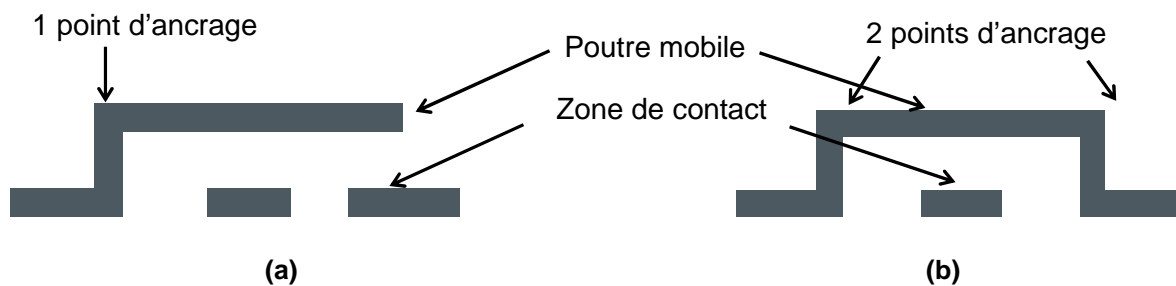 1 point d'ancrage
Poutre mobile
2 points d'ancrage
Zone de contact
(a)
(b)